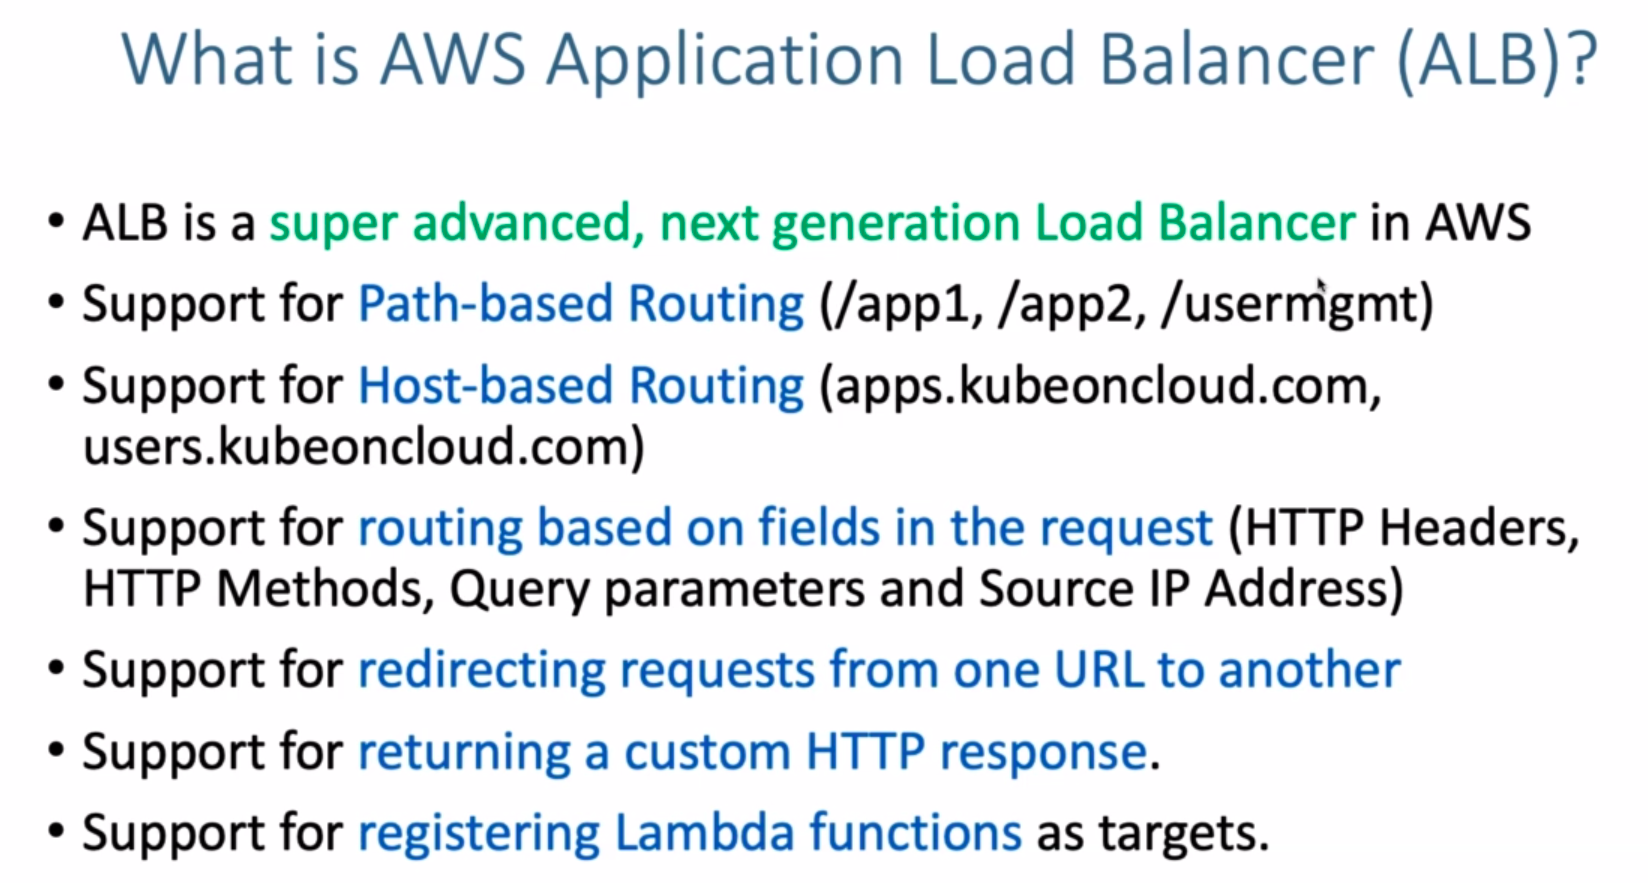 What is AWS Application Load Balancer (ALB)?
• ALB is a super advanced, next generation Load Balancer in AWS
• Support for Path-based Routing (/app1, /app2, /usermgmt)
• Support for Host-based Routing (apps.kubeoncloud.com,
users.kubeoncloud.com)
• Support for routing based on fields in the request (HTTP Headers,
HTTP Methods, Query parameters and Source IP Address)
• Support for redirecting requests from one URL to another
• Support for returning a custom HTTP response.
• Support for registering Lambda functions as targets.